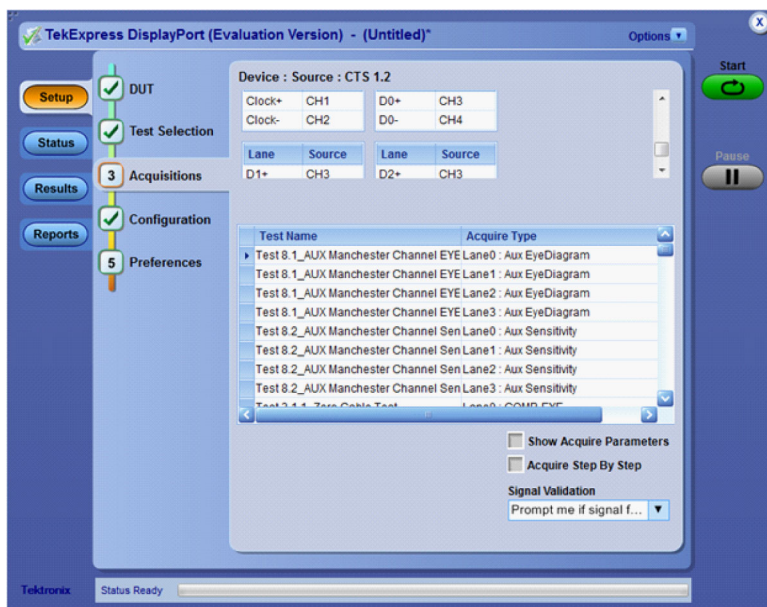 TekExpress DisplayPort (Evaluation Version) - (Untitled)*
Options
x
Start
Pause
Setup
Status
Results
Reports
DUT
Test Selection
3 Acquisitions
Configuration
5 Preferences
Device : Source : CTS 1.2
Clock+ CH1 D0+ CH3
Clock- CH2 D0- CH4
Lane Source Lane Source
D1+ CH3 D2+ CH3
Test Name Acquire Type
Test 8.1_AUX Manchester Channel EYE Lane0 : Aux EyeDiagram
Test 8.1_AUX Manchester Channel EYE Lane1 : Aux EyeDiagram
Test 8.1_AUX Manchester Channel EYE Lane2 : Aux EyeDiagram
Test 8.1_AUX Manchester Channel EYE Lane3 : Aux EyeDiagram
Test 8.2_AUX Manchester Channel Sen Lane0 : Aux Sensitivity
Test 8.2_AUX Manchester Channel Sen Lane1 : Aux Sensitivity
Test 8.2_AUX Manchester Channel Sen Lane2 : Aux Sensitivity
Test 8.2_AUX Manchester Channel Sen Lane3 : Aux Sensitivity
Show Acquire Parameters
Acquire Step By Step
Signal Validation
Prompt me if signal f...
Tektronix
Status Ready